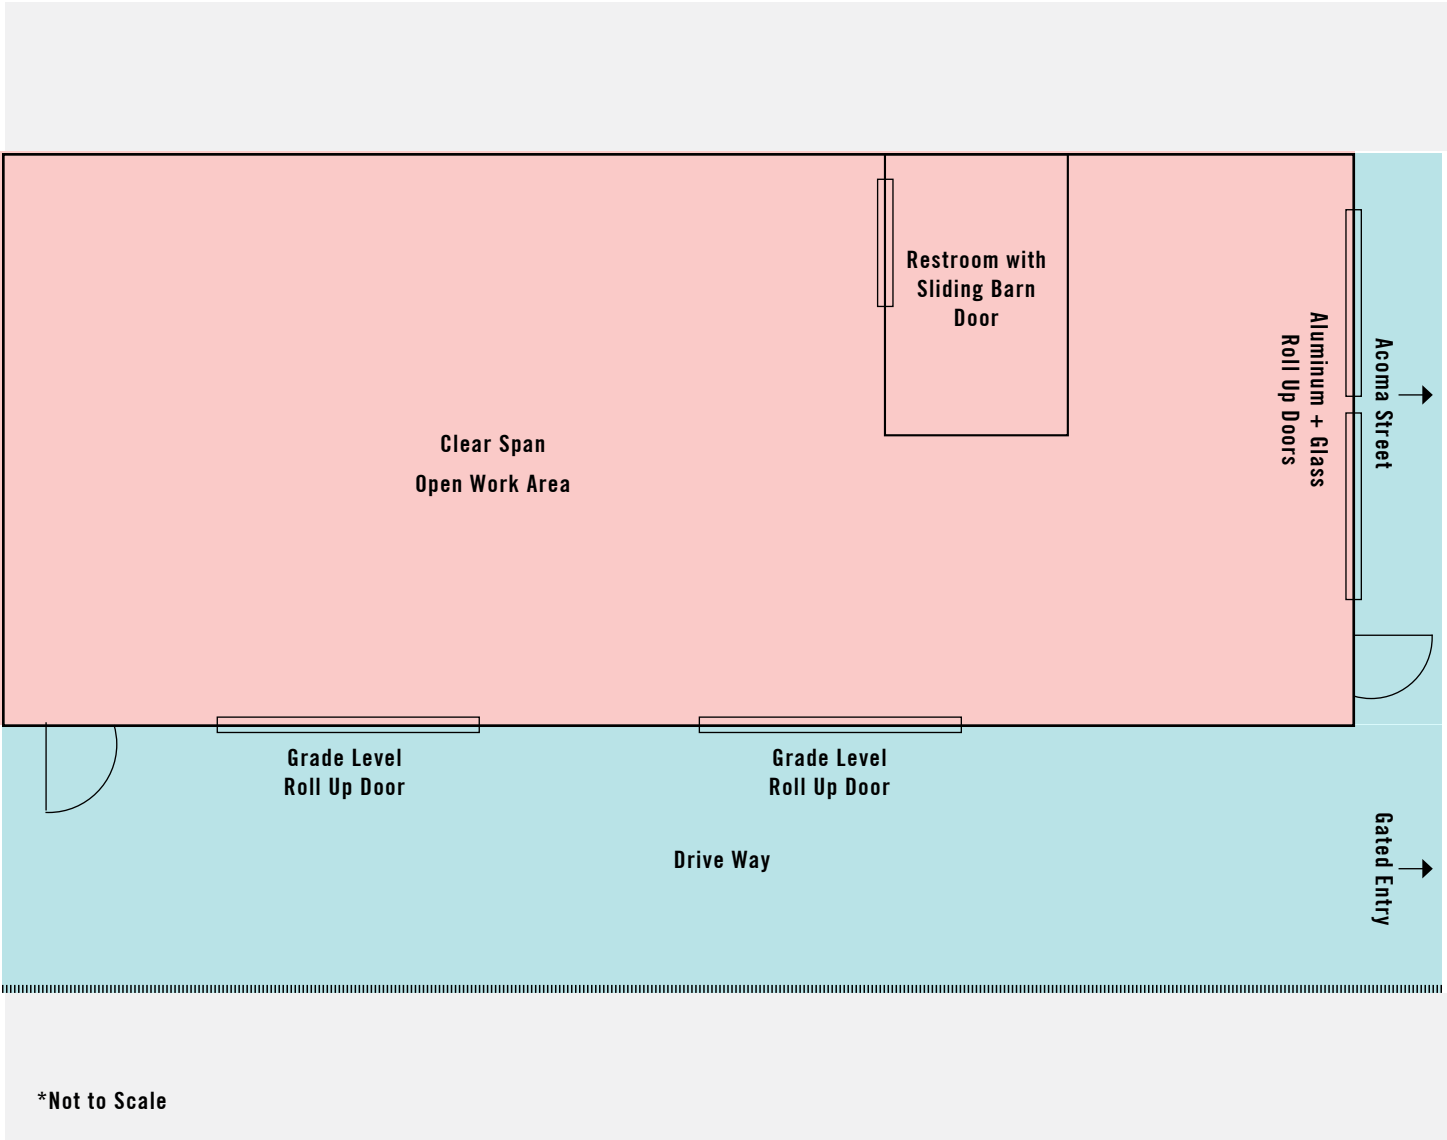 Restroom with
Sliding Barn
Door
Aluminum + Glass
Roll Up Doors
Acoma Street
Clear Span
Open Work Area
Grade Level
Roll Up Door
Grade Level
Roll Up Door
Drive Way
Gated Entry
*Not to Scale